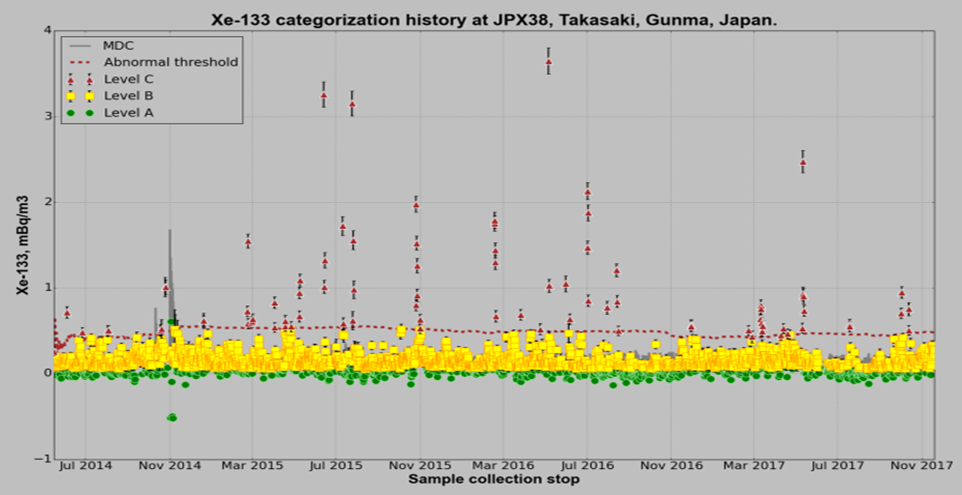 Xe-133 categorization history at JPX38, Takasaki, Gunma, Japan.
4
MDC
Abnormal threshold
Level C
Level B
Level A
3
2
1
0
−1
Xe-133, mBq/m3
Jul 2014 Nov 2014 Mar 2015 Jul 2015 Nov 2015 Mar 2016 Jul 2016 Nov 2016 Mar 2017 Jul 2017 Nov 2017
Sample collection stop